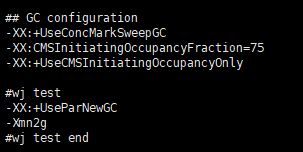 ## GC configuration
-XX:+UseConcMarkSweepGC
-XX:CMSInitiatingOccupancyFraction=75
-XX:+UseCMSInitiatingOccupancyOnly
#wj test
-XX:+UseParNewGC
-Xmn2g
#wj test end